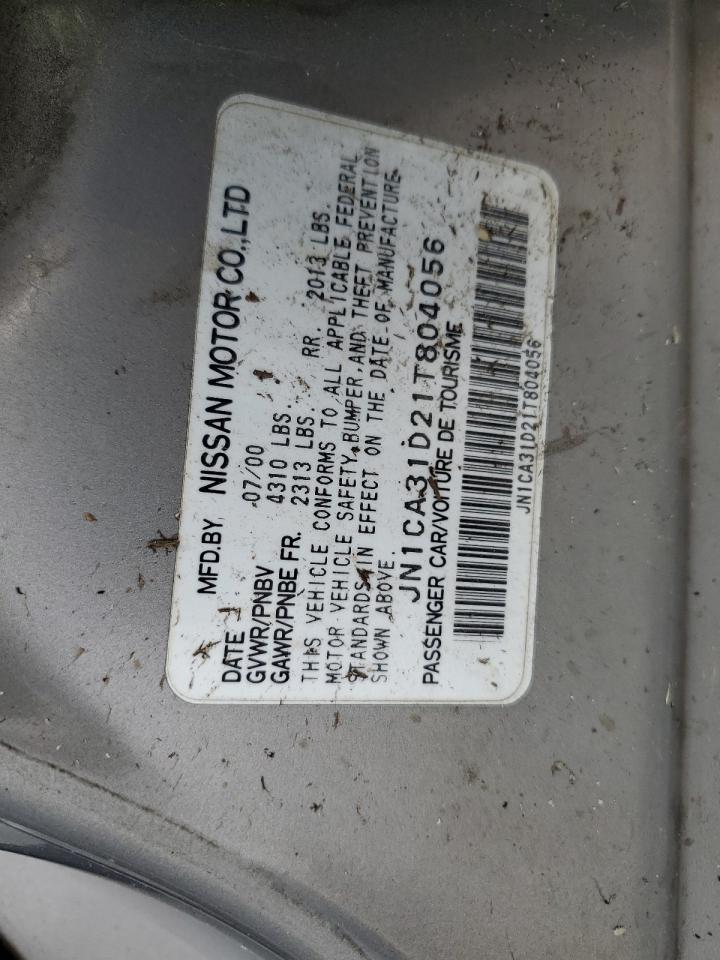 MFD.BY NISSAN MOTOR CO.,LTD
DATE 07/00
GVWR/PNBV 4310 LBS.
GAWR/PNBE FR. 2313 LBS. RR. 2013 LBS.
THIS VEHICLE CONFORMS TO ALL APPLICABLE FEDERAL
MOTOR VEHICLE SAFETY, BUMPER, AND THEFT PREVENTION
STANDARDS IN EFFECT ON THE DATE OF MANUFACTURE
SHOWN ABOVE.
JN1CA31D21T804056
PASSENGER CAR/VOITURE DE TOURISME
JN1CA31D21T804056